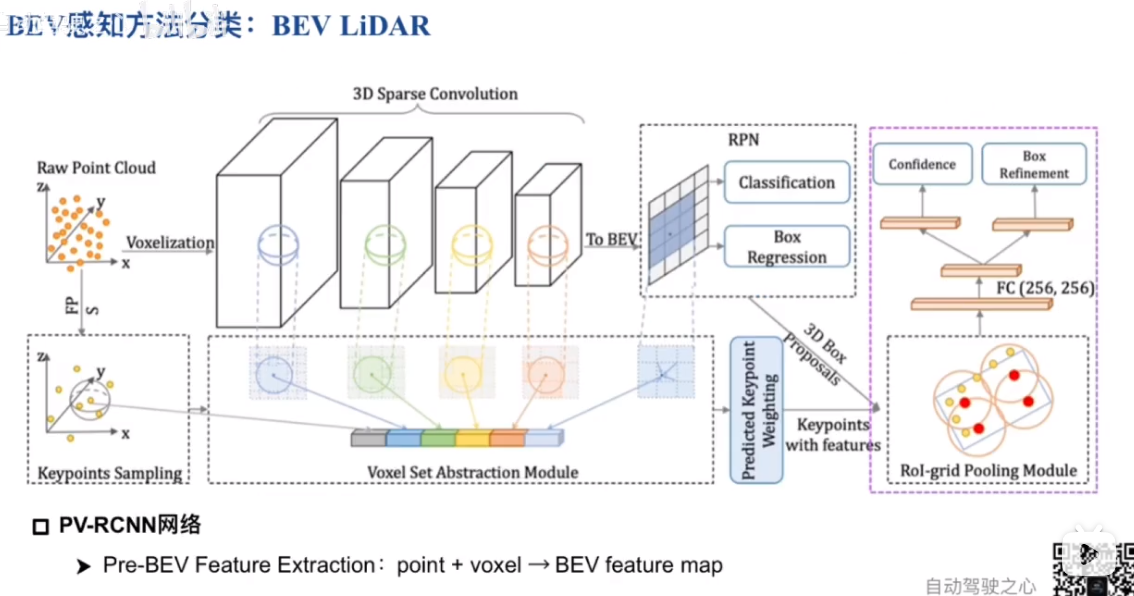 BEV感知方法分类：BEV LiDAR
3D Sparse Convolution
Raw Point Cloud
z
y
x
Voxelization
To BEV
RPN
Classification
Box
Regression
Confidence
Box
Refinement
FC (256, 256)
FP
S
z
y
x
Keypoints Sampling
Voxel Set Abstraction Module
Predicted Keypoint
Weighting
3D Box
Proposals
Keypoints
with features
RoI-grid Pooling Module
PV-RCNN网络
Pre-BEV Feature Extraction：point + voxel → BEV feature map
自动驾驶之心